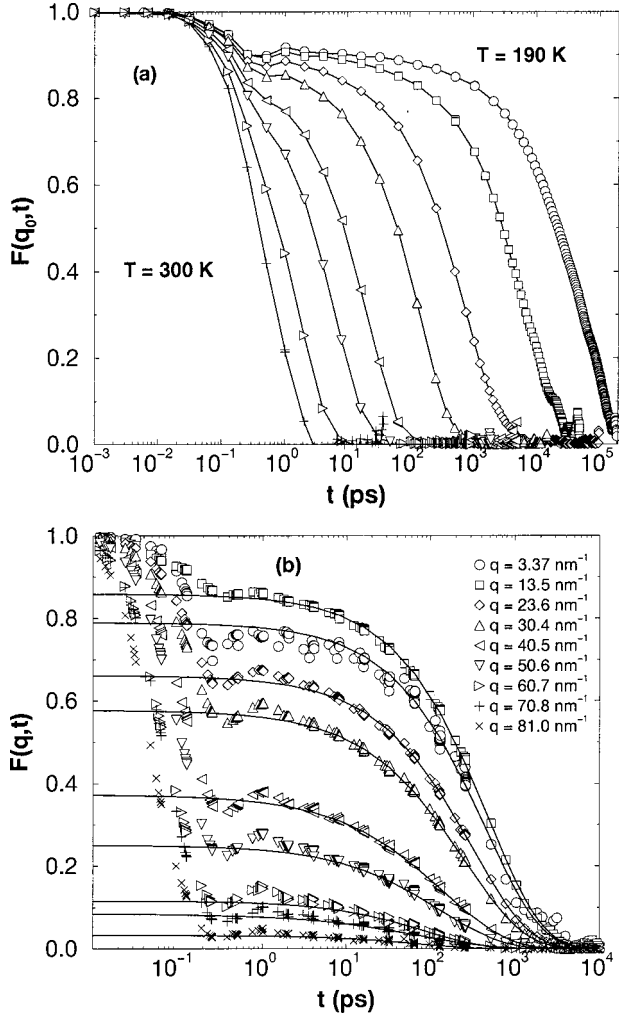 1.0
0.8
0.6
0.4
0.2
0.0
F(q₀,t)
(a)
T = 190 K
T = 300 K
10⁻³ 10⁻² 10⁻¹ 10⁰ 10¹ 10² 10³ 10⁴ 10⁵
t (ps)
1.0
0.8
0.6
0.4
0.2
0.0
F(q,t)
(b)
q = 3.37 nm⁻¹
q = 13.5 nm⁻¹
q = 23.6 nm⁻¹
q = 30.4 nm⁻¹
q = 40.5 nm⁻¹
q = 50.6 nm⁻¹
q = 60.7 nm⁻¹
q = 70.8 nm⁻¹
q = 81.0 nm⁻¹
10⁻¹ 10⁰ 10¹ 10² 10³ 10⁴
t (ps)